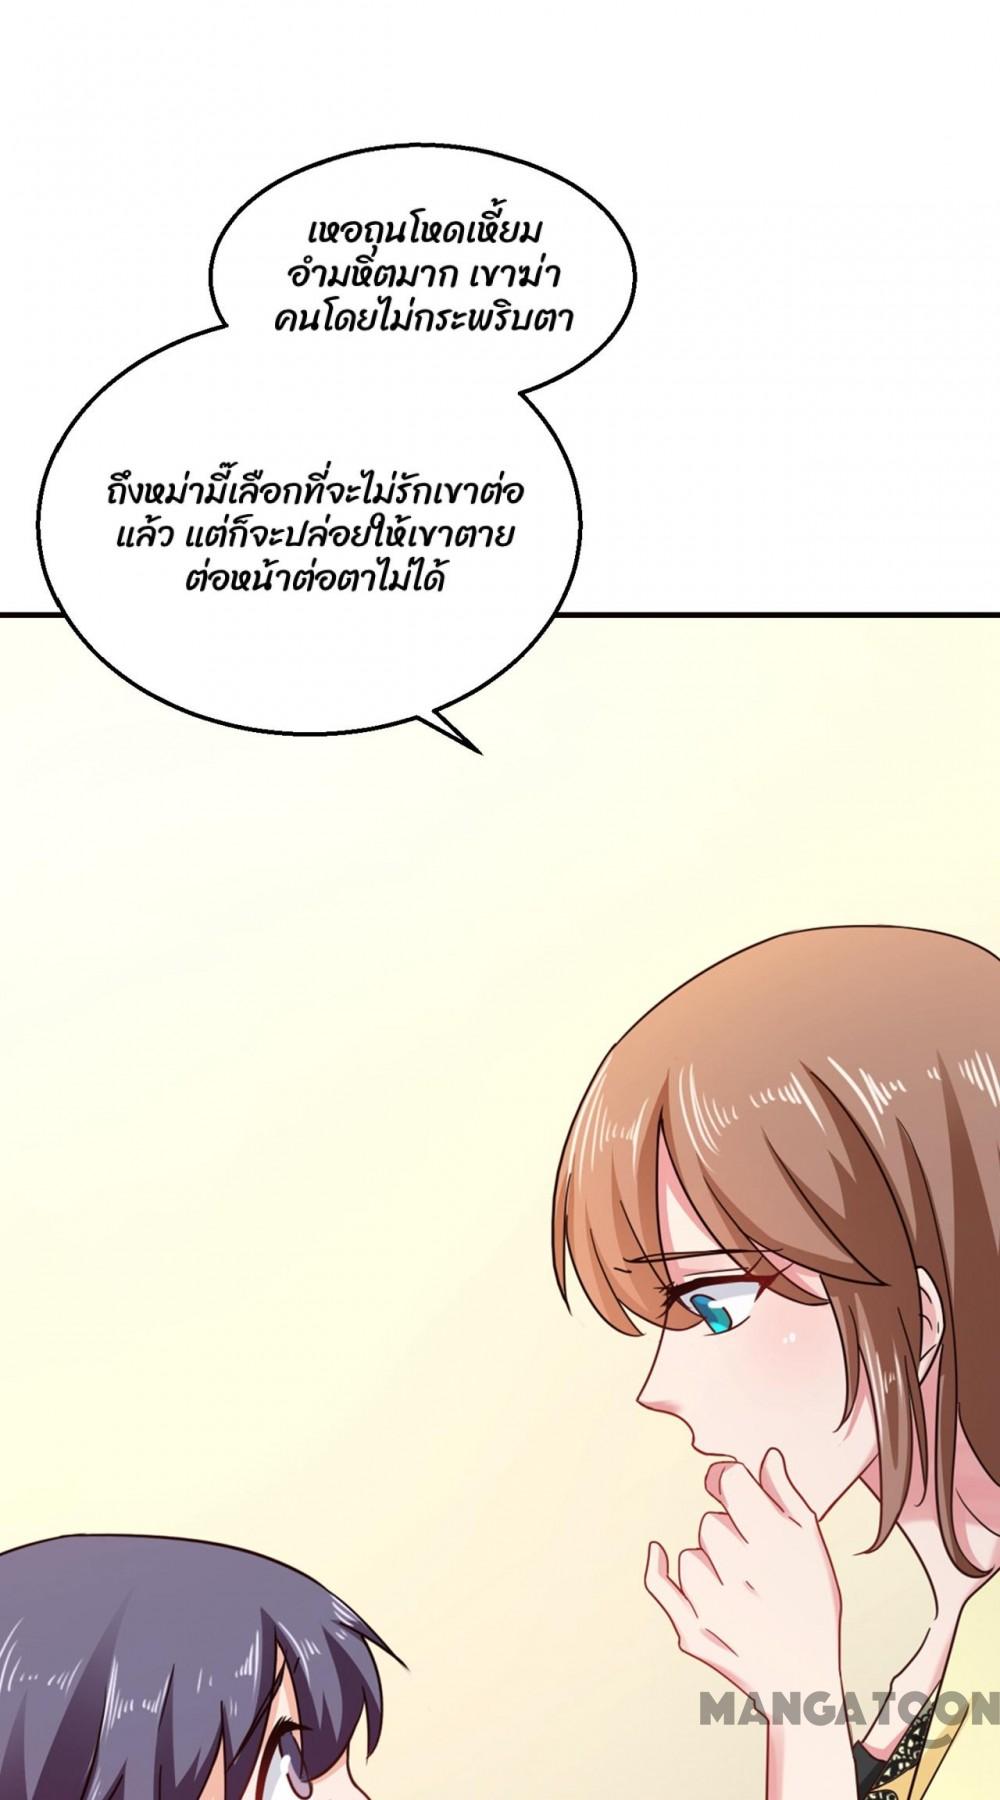 เหอถุนโหดเหี้ยม
อำมหิตมาก เขาฆ่า
คนโดยไม่กระพริบตา
ถึงหม่ามี๊เลือกที่จะไม่รักเขาต่อ
แล้ว แต่ก็จะปล่อยให้เขาตาย
ต่อหน้าต่อตาไม่ได้
MANGATOON